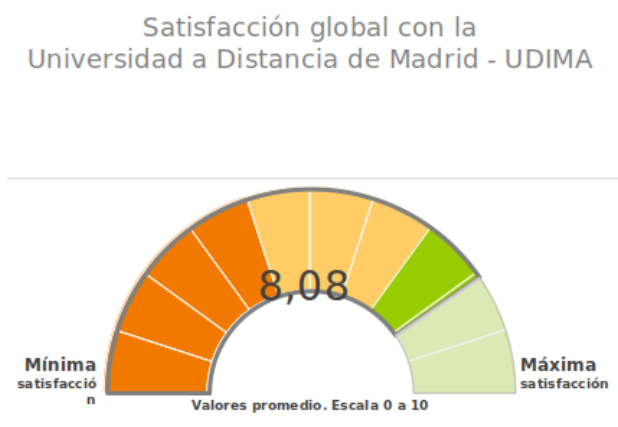 Satisfacción global con la
Universidad a Distancia de Madrid - UDIMA
8,08
Mínima
satisfacció
n
Máxima
satisfacción
Valores promedio. Escala 0 a 10